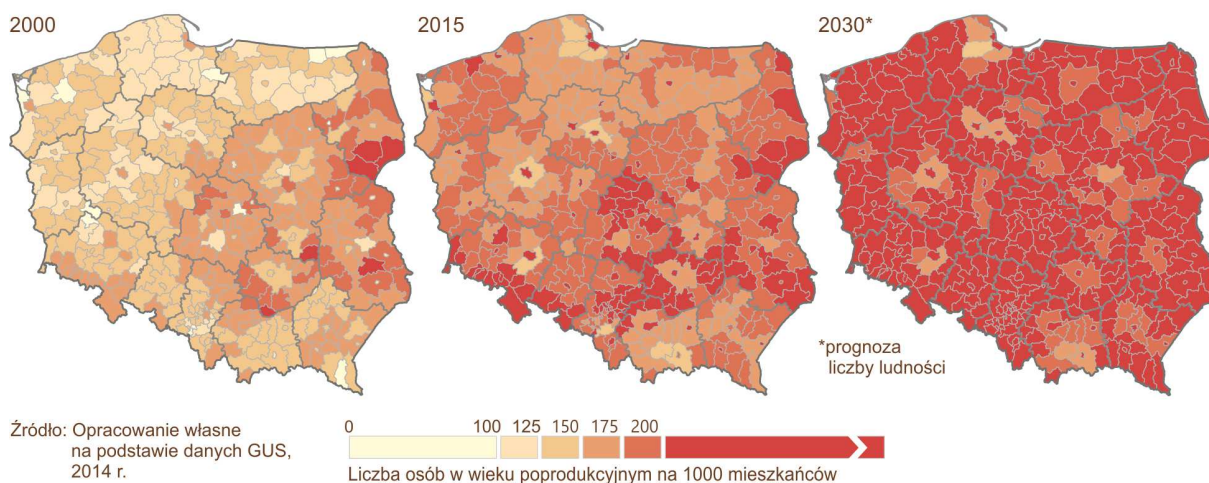 2000
2015
2030*
*prognoza
liczby ludności
Źródło: Opracowanie własne
na podstawie danych GUS,
2014 r.
0 100 125 150 175 200
Liczba osób w wieku poprodukcyjnym na 1000 mieszkańców